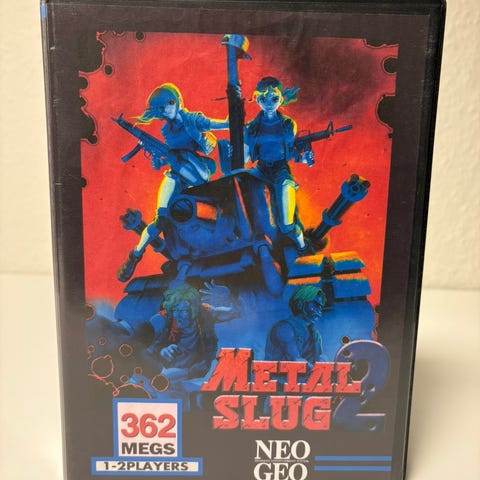 METAL
SLUG 2
362
MEGS
1-2PLAYERS
NEO
GEO